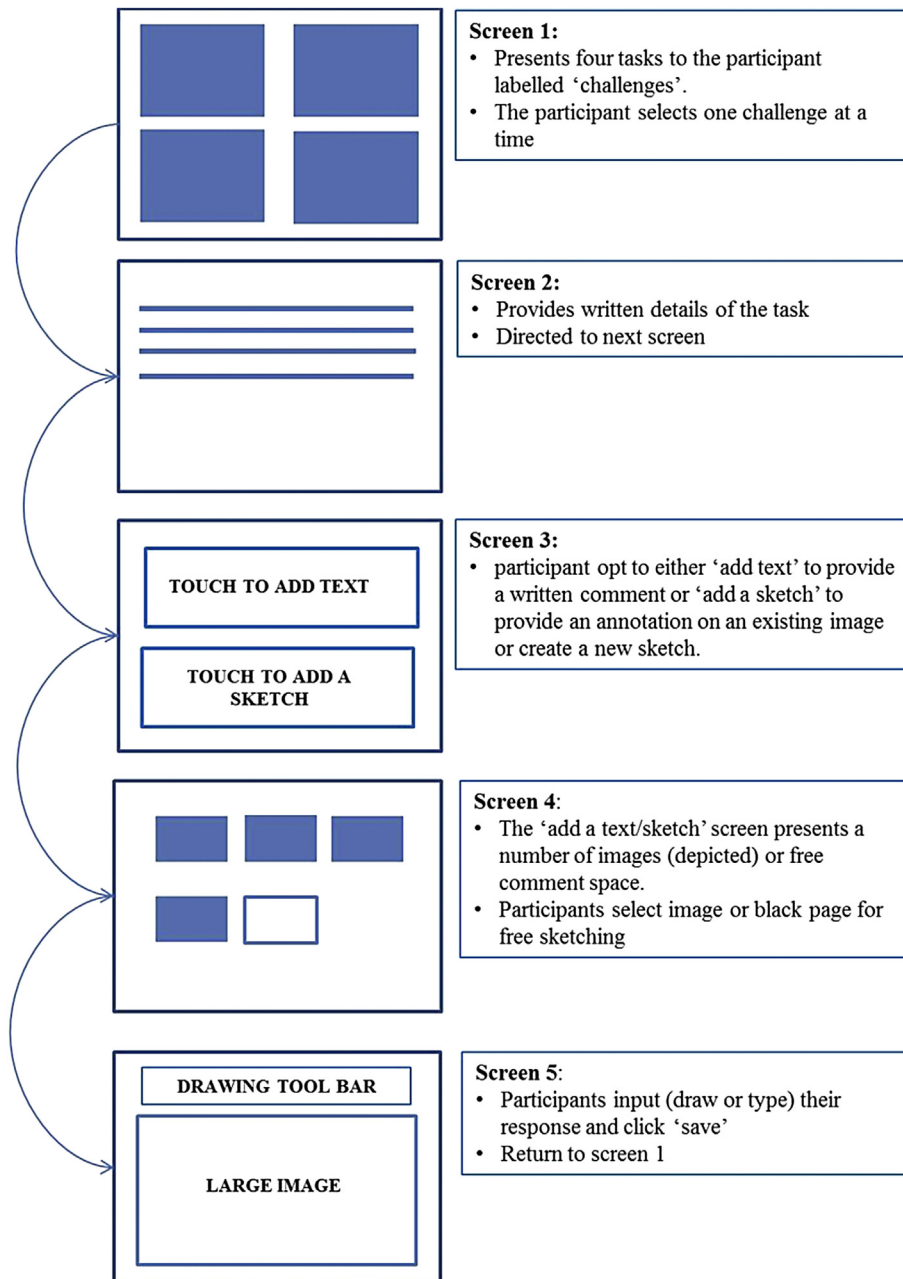 Screen 1:
• Presents four tasks to the participant
labelled ‘challenges’.
• The participant selects one challenge at a
time
Screen 2:
• Provides written details of the task
• Directed to next screen
TOUCH TO ADD TEXT
TOUCH TO ADD A
SKETCH
Screen 3:
• participant opt to either ‘add text’ to provide
a written comment or ‘add a sketch’ to
provide an annotation on an existing image
or create a new sketch.
Screen 4:
• The ‘add a text/sketch’ screen presents a
number of images (depicted) or free
comment space.
• Participants select image or black page for
free sketching
DRAWING TOOL BAR
LARGE IMAGE
Screen 5:
• Participants input (draw or type) their
response and click ‘save’
• Return to screen 1